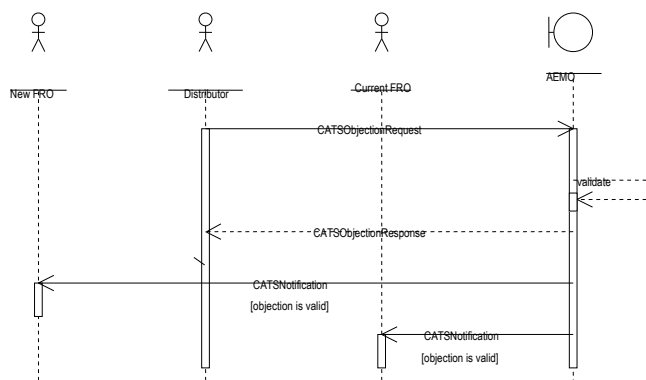 New FRO
Distributor
Current FRO
AEMO
CATSObjectionRequest
validate
CATSObjectionResponse
CATSNotification
[objection is valid]
CATSNotification
[objection is valid]